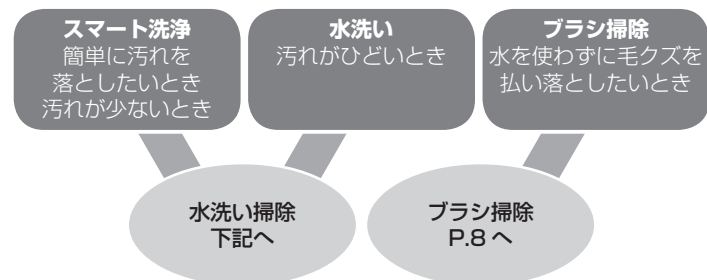 スマート洗浄
簡単に汚れを
落としたいとき
汚れが少ないとき
水洗い
汚れがひどいとき
ブラシ掃除
水を使わずに毛クズを
払い落としたいとき
水洗い掃除
下記へ
ブラシ掃除
P.8 へ